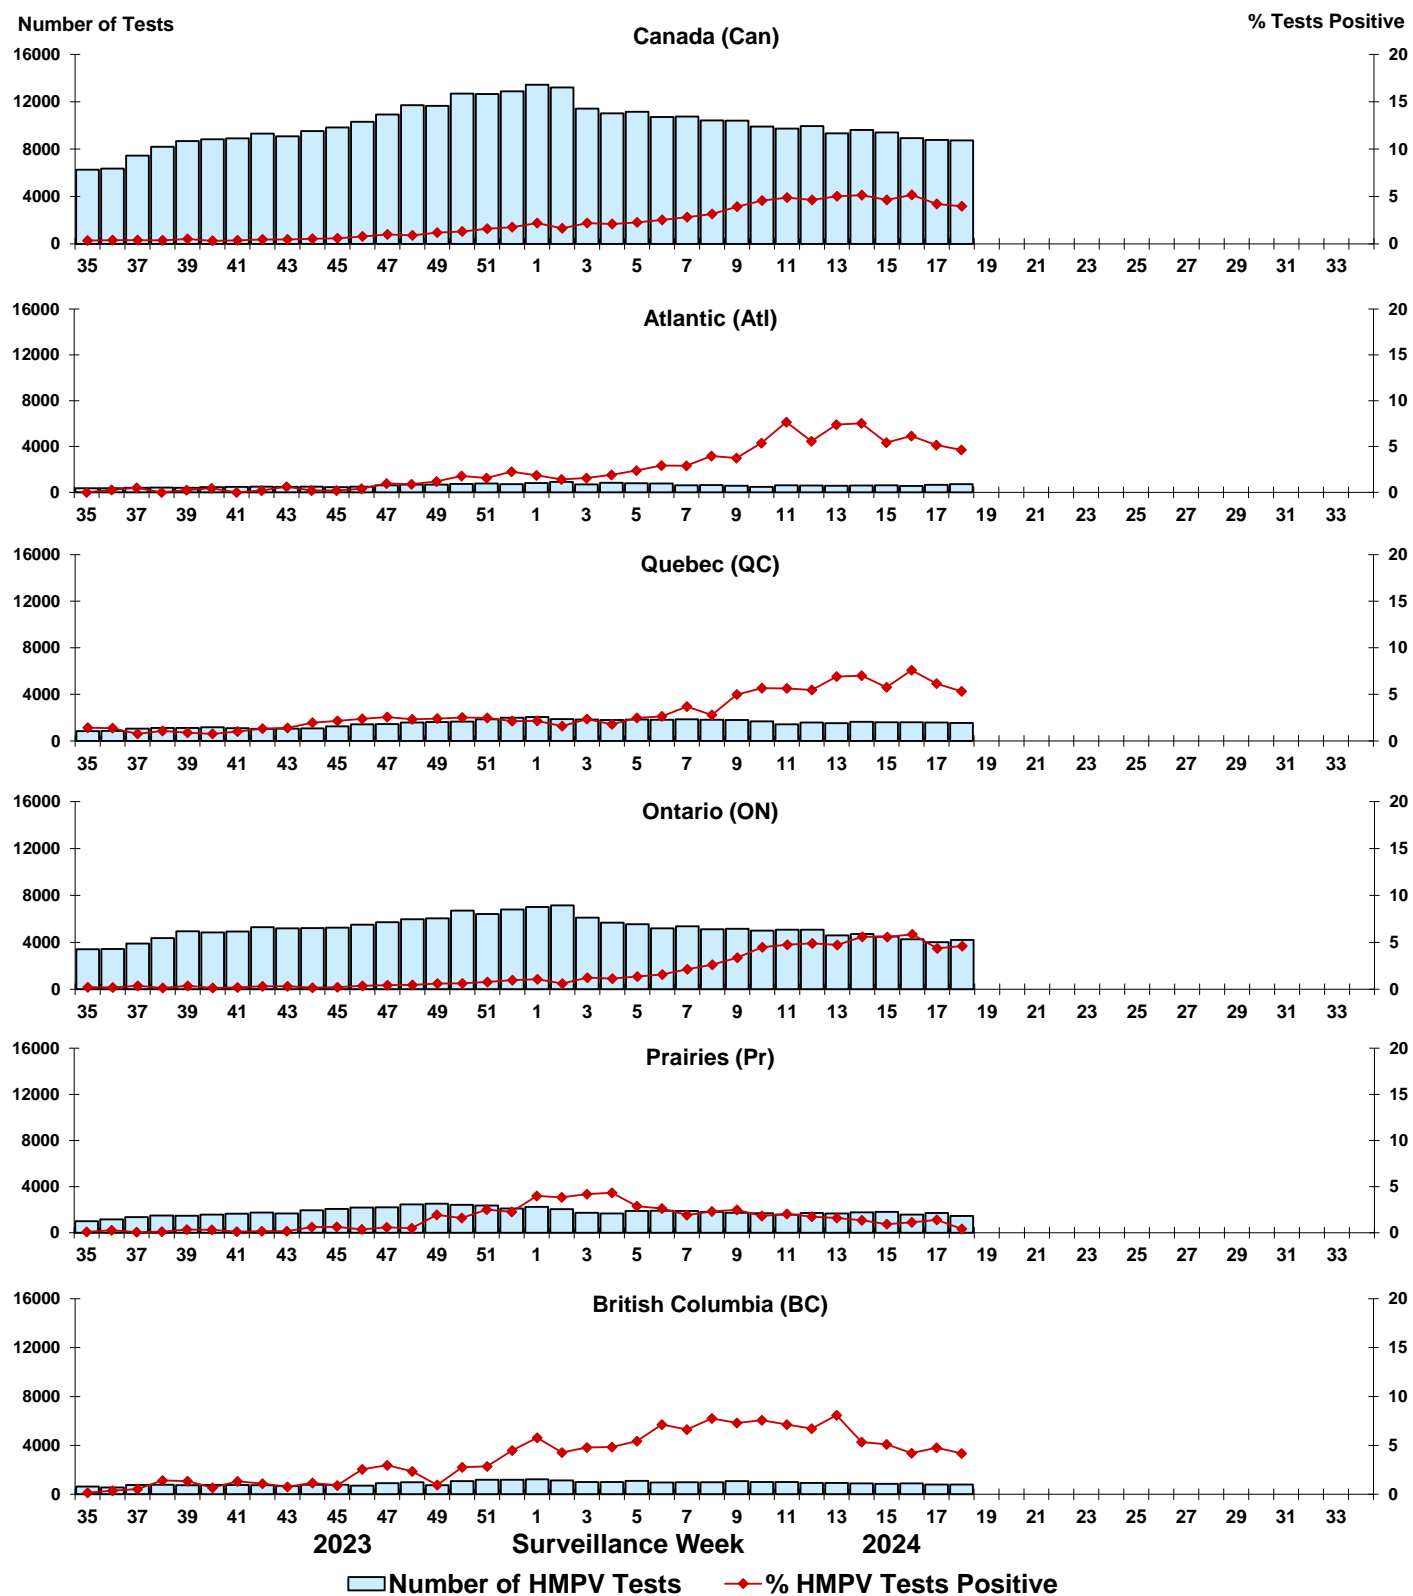 Number of Tests
% Tests Positive
Canada (Can)
16000 20
12000 15
8000 10
4000 5
0 0
35 37 39 41 43 45 47 49 51 1 3 5 7 9 11 13 15 17 19 21 23 25 27 29 31 33
Atlantic (Atl)
16000 20
12000 15
8000 10
4000 5
0 0
35 37 39 41 43 45 47 49 51 1 3 5 7 9 11 13 15 17 19 21 23 25 27 29 31 33
Quebec (QC)
16000 20
12000 15
8000 10
4000 5
0 0
35 37 39 41 43 45 47 49 51 1 3 5 7 9 11 13 15 17 19 21 23 25 27 29 31 33
Ontario (ON)
16000 20
12000 15
8000 10
4000 5
0 0
35 37 39 41 43 45 47 49 51 1 3 5 7 9 11 13 15 17 19 21 23 25 27 29 31 33
Prairies (Pr)
16000 20
12000 15
8000 10
4000 5
0 0
35 37 39 41 43 45 47 49 51 1 3 5 7 9 11 13 15 17 19 21 23 25 27 29 31 33
British Columbia (BC)
16000 20
12000 15
8000 10
4000 5
0 0
35 37 39 41 43 45 47 49 51 1 3 5 7 9 11 13 15 17 19 21 23 25 27 29 31 33
2023 Surveillance Week 2024
Number of HMPV Tests % HMPV Tests Positive